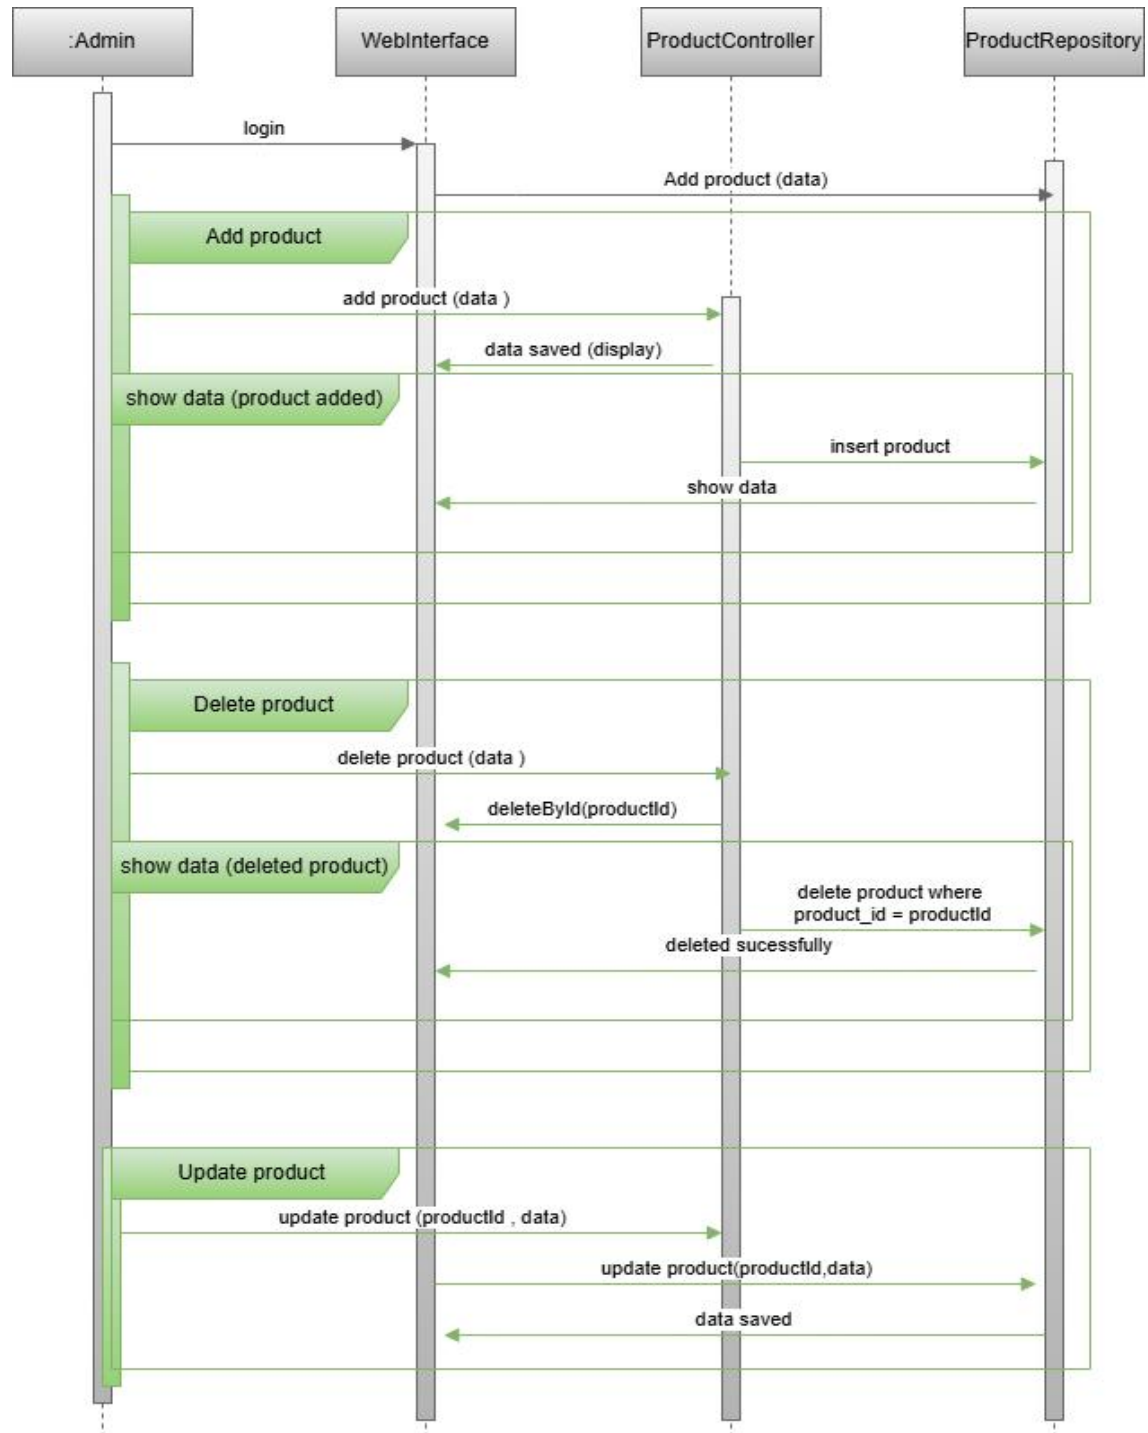 :Admin
WebInterface
ProductController
ProductRepository
login
Add product (data)
Add product
add product (data )
data saved (display)
show data (product added)
insert product
show data
Delete product
delete product (data )
deleteById(productId)
show data (deleted product)
delete product where
product_id = productId
deleted sucessfully
Update product
update product (productId , data)
update product(productId,data)
data saved